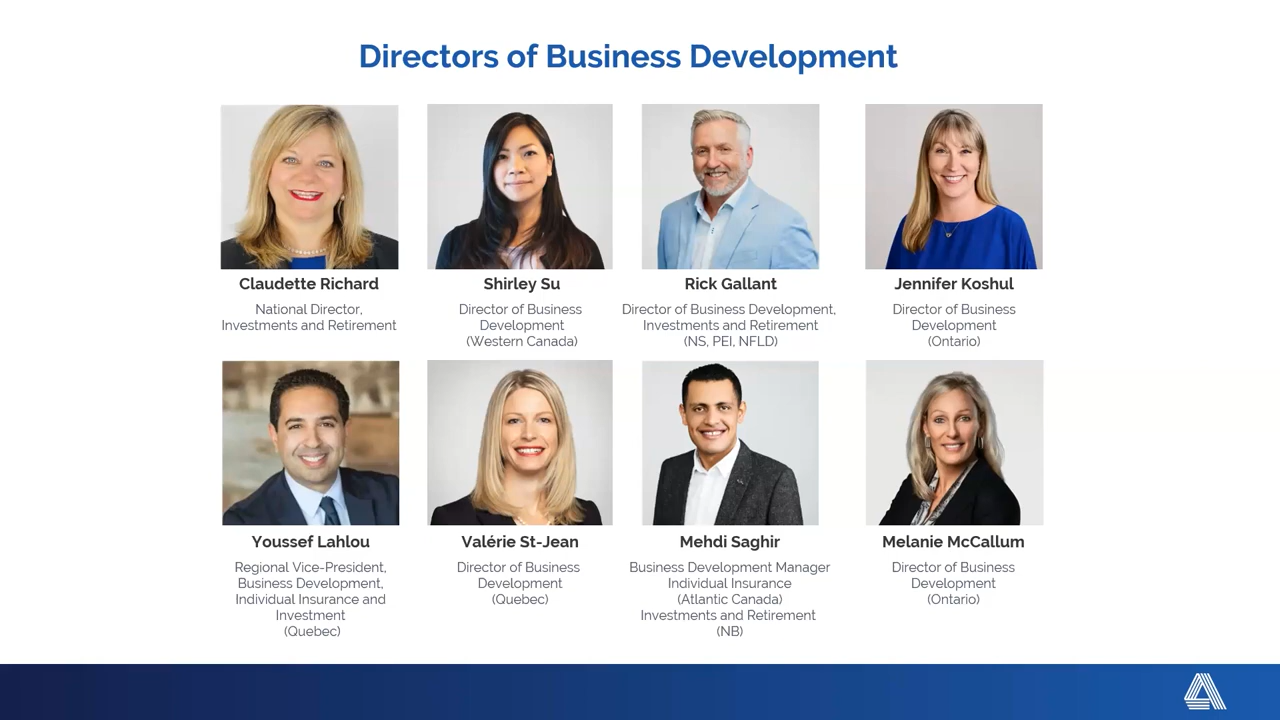 Directors of Business Development
Claudette Richard
National Director,
Investments and Retirement
Shirley Su
Director of Business
Development
(Western Canada)
Rick Gallant
Director of Business Development,
Investments and Retirement
(NS, PEI, NFLD)
Jennifer Koshul
Director of Business
Development
(Ontario)
Youssef Lahlou
Regional Vice-President,
Business Development,
Individual Insurance and
Investment
(Quebec)
Valérie St-Jean
Director of Business
Development
(Quebec)
Mehdi Saghir
Business Development Manager
Individual Insurance
(Atlantic Canada)
Investments and Retirement
(NB)
Melanie McCallum
Director of Business
Development
(Ontario)